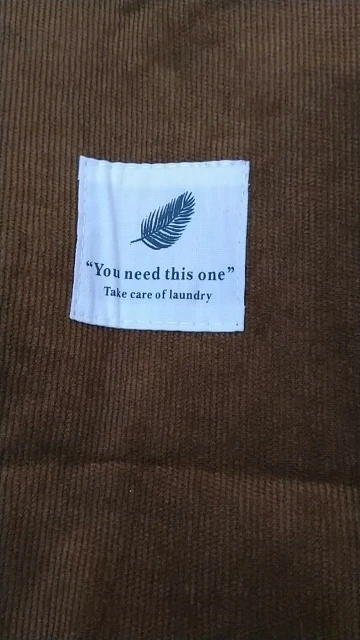 “You need this one”
Take care of laundry